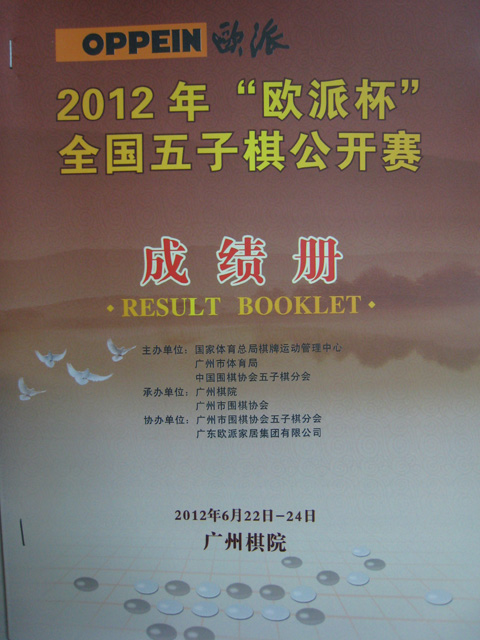 OPPEIN 欧派
2012年“欧派杯”
全国五子棋公开赛
成绩册
·RESULT BOOKLET·
主办单位：国家体育总局棋牌运动管理中心
广州市体育局
中国围棋协会五子棋分会
承办单位：广州棋院
广州市围棋协会
协办单位：广州市围棋协会五子棋分会
广东欧派家居集团有限公司
2012年6月22日-24日
广州棋院